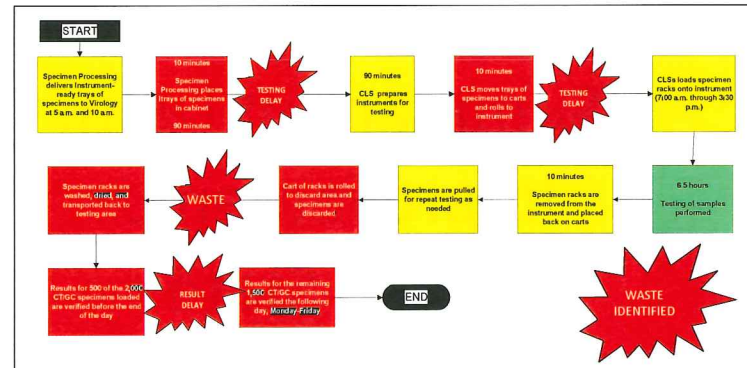 START
Specimen Processing
delivers Instrument-
ready trays of
specimens to Virology
at 5 a.m. and 10 a.m.
10 minutes
Specimen
Processing places
trays of specimens
in cabinet
90 minutes
TESTING
DELAY
90 minutes
CLS prepares
instruments for
testing
10 minutes
CLS moves trays of
specimens to carts
and rolls to
instrument
TESTING
DELAY
CLSs loads specimen
racks onto instrument
(7:00 a.m. through 3:30
p.m.)
Specimen racks are
washed, dried, and
transported back to
testing area
WASTE
Cart of racks is rolled
to discard area and
specimens are
discarded
Specimens are pulled
for repeat testing as
needed
10 minutes
Specimen racks are
removed from the
instrument and placed
back on carts
6.5 hours
Testing of samples
performed
Results for 500 of the 2,000
CT/GC specimens loaded
are verified before the end
of the day
RESULT
DELAY
Results for the remaining
1,500 CT/GC specimens
are verified the following
day, Monday-Friday
END
WASTE
IDENTIFIED